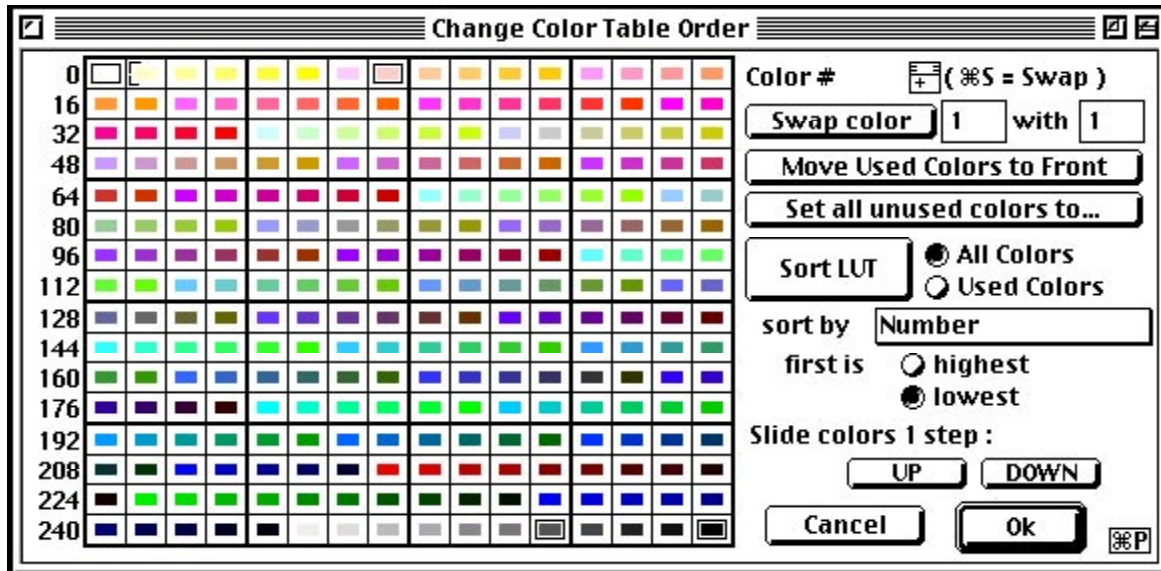 Change Color Table Order
0
16
32
48
64
80
96
112
128
144
160
176
192
208
224
240
Color # (⌘S = Swap )
Swap color 1 with 1
Move Used Colors to Front
Set all unused colors to...
Sort LUT
All Colors
Used Colors
sort by Number
first is highest
lowest
Slide colors 1 step :
UP DOWN
Cancel Ok ⌘P